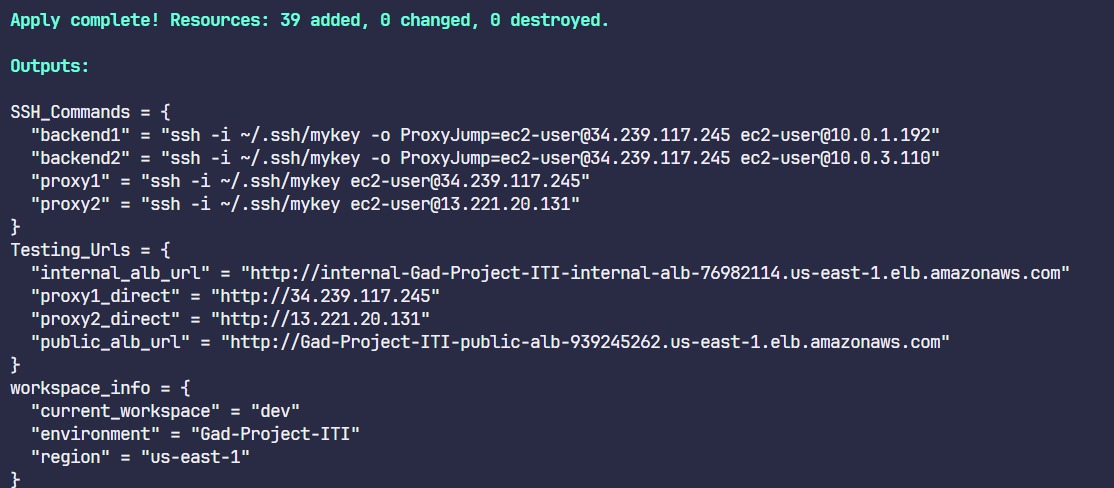 Apply complete! Resources: 39 added, 0 changed, 0 destroyed.
Outputs:
SSH_Commands = {
  "backend1" = "ssh -i ~/.ssh/mykey -o ProxyJump=ec2-user@34.239.117.245 ec2-user@10.0.1.192"
  "backend2" = "ssh -i ~/.ssh/mykey -o ProxyJump=ec2-user@34.239.117.245 ec2-user@10.0.3.110"
  "proxy1" = "ssh -i ~/.ssh/mykey ec2-user@34.239.117.245"
  "proxy2" = "ssh -i ~/.ssh/mykey ec2-user@13.221.20.131"
}
Testing_Urls = {
  "internal_alb_url" = "http://internal-Gad-Project-ITI-internal-alb-76982114.us-east-1.elb.amazonaws.com"
  "proxy1_direct" = "http://34.239.117.245"
  "proxy2_direct" = "http://13.221.20.131"
  "public_alb_url" = "http://Gad-Project-ITI-public-alb-939245262.us-east-1.elb.amazonaws.com"
}
workspace_info = {
  "current_workspace" = "dev"
  "environment" = "Gad-Project-ITI"
  "region" = "us-east-1"
}